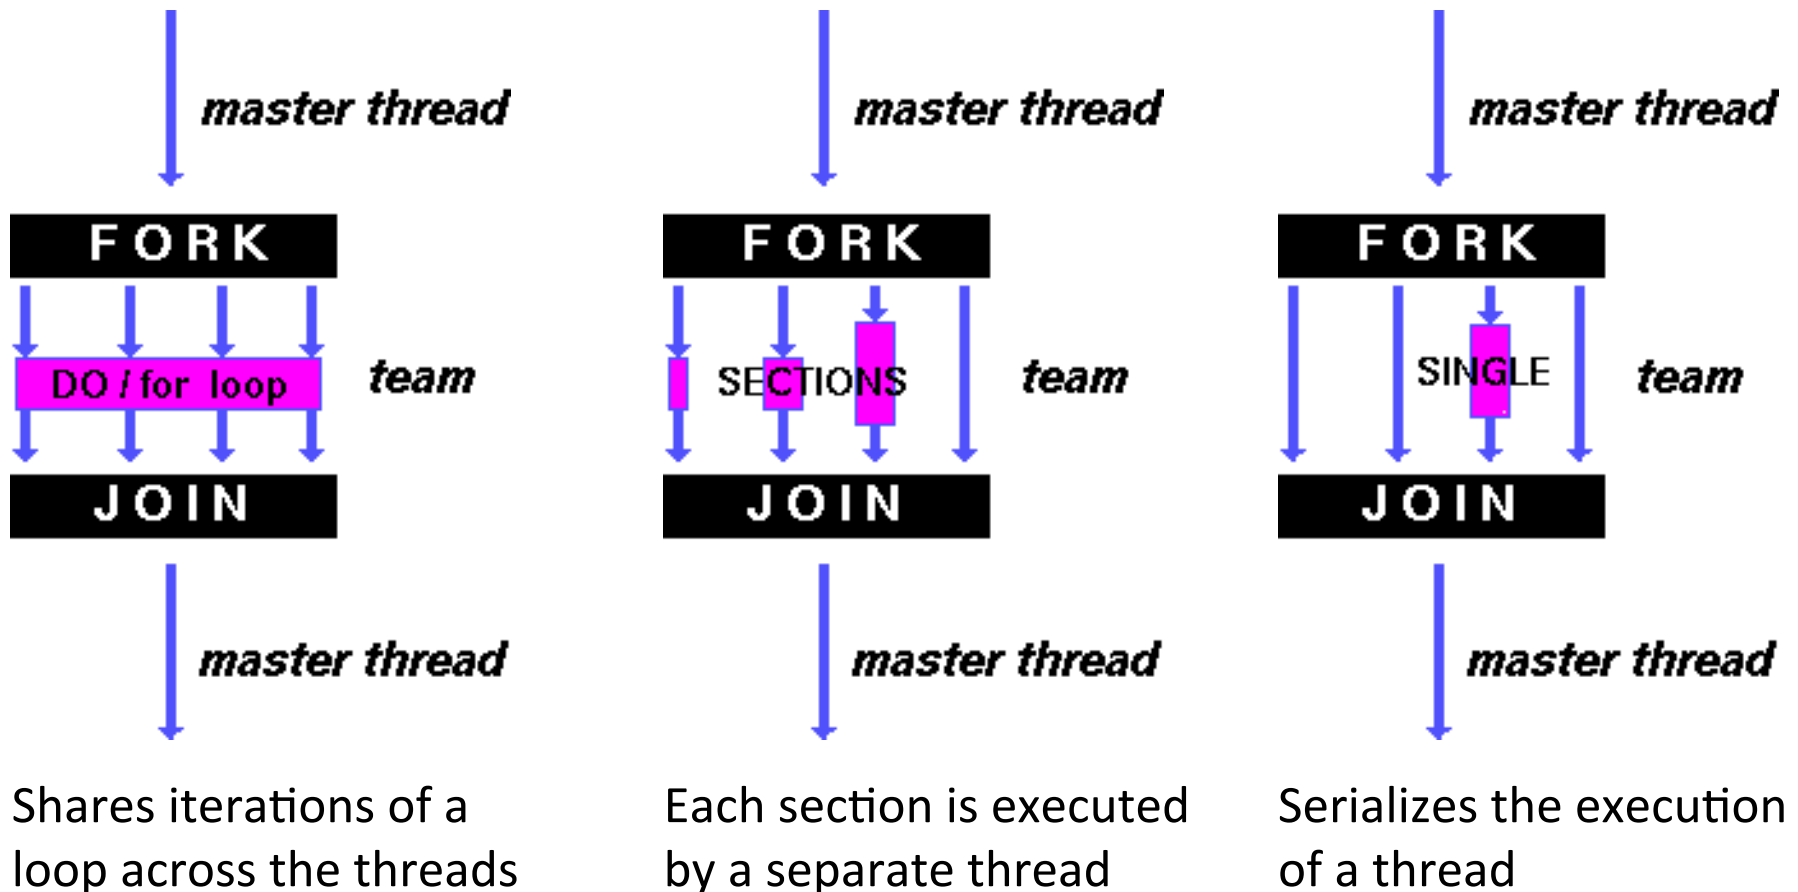 master thread
FORK
DO / for loop
team
JOIN
master thread
Shares iterations of a
loop across the threads
master thread
FORK
SECTIONS
team
JOIN
master thread
Each section is executed
by a separate thread
master thread
FORK
SINGLE
team
JOIN
master thread
Serializes the execution
of a thread